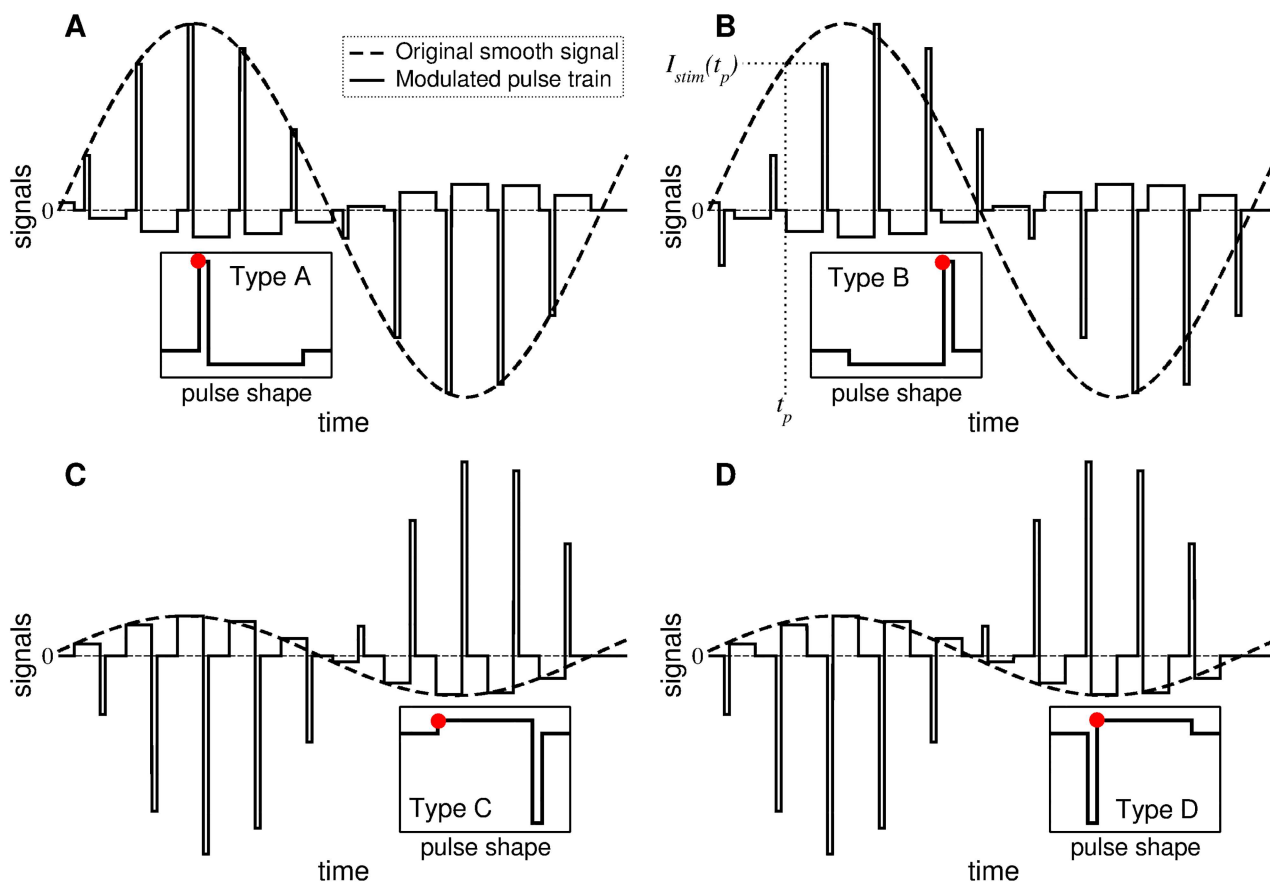 A
Original smooth signal
Modulated pulse train
signals
0
Type A
pulse shape
time
B
I_stim(t_p)
signals
0
Type B
pulse shape
t_p
time
C
signals
0
Type C
pulse shape
time
D
signals
0
Type D
pulse shape
time